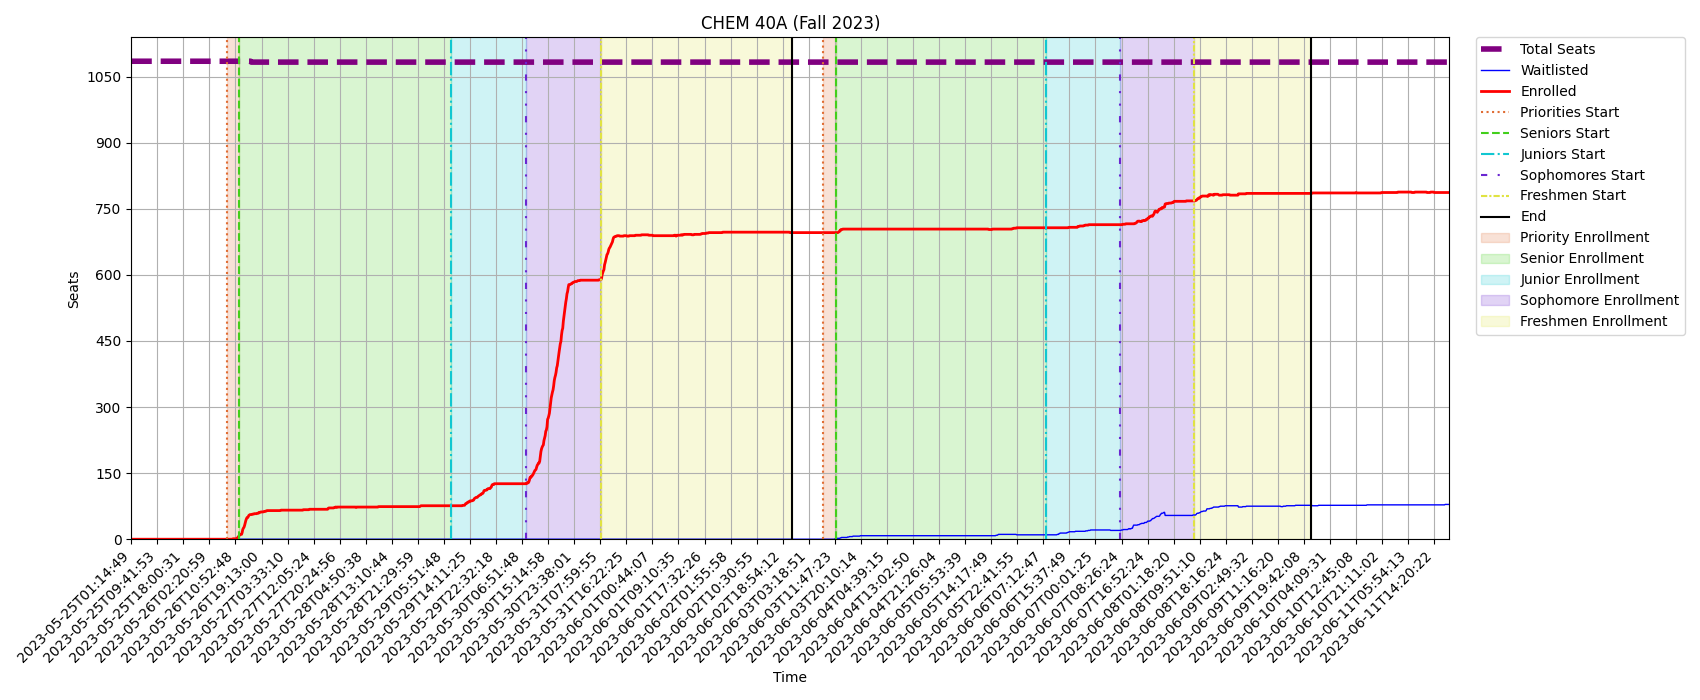 CHEM 40A (Fall 2023)
Seats
1050
900
750
600
450
300
150
0
2023-05-25T01:14:49
2023-05-25T09:41:53
2023-05-25T18:00:31
2023-05-26T02:20:59
2023-05-26T10:52:48
2023-05-26T19:13:00
2023-05-27T03:33:10
2023-05-27T12:05:24
2023-05-27T20:24:56
2023-05-28T04:50:38
2023-05-28T13:10:44
2023-05-28T21:29:59
2023-05-29T05:51:48
2023-05-29T14:11:25
2023-05-29T22:32:18
2023-05-30T06:51:48
2023-05-30T15:14:58
2023-05-30T23:38:01
2023-05-31T07:59:55
2023-05-31T16:22:25
2023-06-01T00:44:07
2023-06-01T09:10:35
2023-06-01T17:32:26
2023-06-02T01:55:58
2023-06-02T10:30:55
2023-06-02T18:54:12
2023-06-03T03:18:51
2023-06-03T11:47:23
2023-06-03T20:10:14
2023-06-04T04:39:15
2023-06-04T13:02:50
2023-06-04T21:26:04
2023-06-05T05:53:39
2023-06-05T14:17:49
2023-06-05T22:41:55
2023-06-06T07:12:47
2023-06-06T15:37:49
2023-06-07T00:01:25
2023-06-07T08:26:24
2023-06-07T16:52:24
2023-06-08T01:18:20
2023-06-08T09:51:10
2023-06-08T18:16:24
2023-06-09T02:49:32
2023-06-09T11:16:20
2023-06-09T19:42:08
2023-06-10T04:09:31
2023-06-10T12:45:08
2023-06-10T21:11:02
2023-06-11T05:54:13
2023-06-11T14:20:22
Time
Total Seats
Waitlisted
Enrolled
Priorities Start
Seniors Start
Juniors Start
Sophomores Start
Freshmen Start
End
Priority Enrollment
Senior Enrollment
Junior Enrollment
Sophomore Enrollment
Freshmen Enrollment